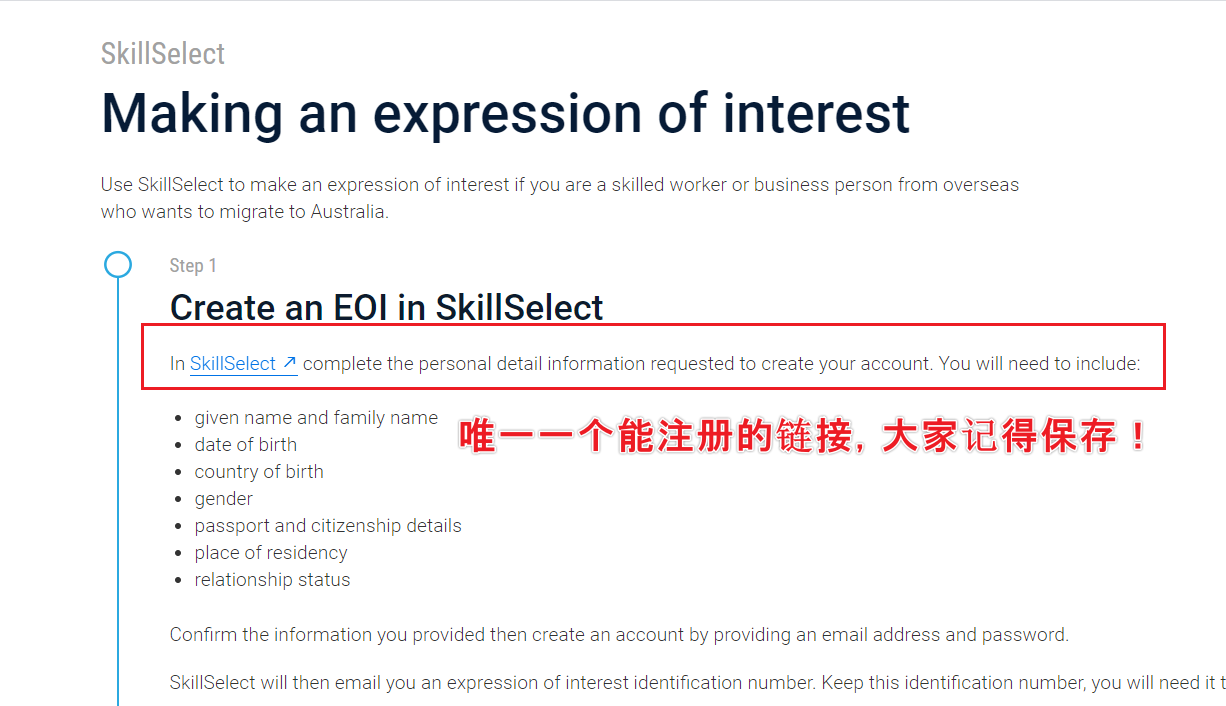 SkillSelect
Making an expression of interest
Use SkillSelect to make an expression of interest if you are a skilled worker or business person from overseas
who wants to migrate to Australia.
Step 1
Create an EOI in SkillSelect
In SkillSelect ↗ complete the personal detail information requested to create your account. You will need to include:
• given name and family name
唯一一个能注册的链接, 大家记得保存！
• date of birth
• country of birth
• gender
• passport and citizenship details
• place of residency
• relationship status
Confirm the information you provided then create an account by providing an email address and password.
SkillSelect will then email you an expression of interest identification number. Keep this identification number, you will need it t